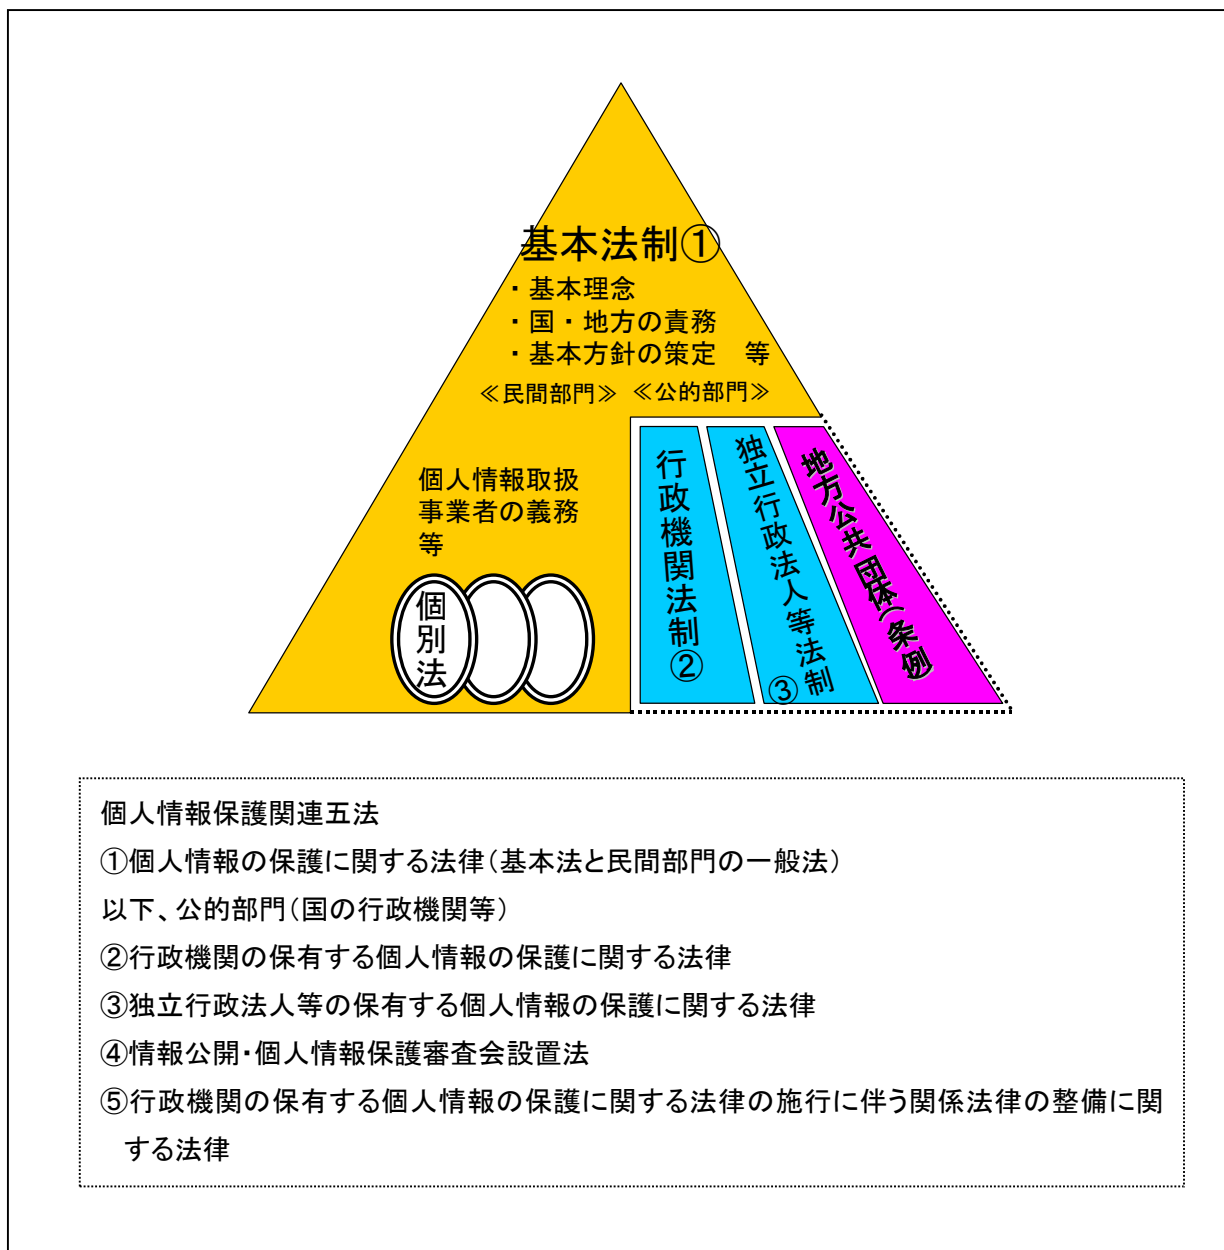 基本法制①
・基本理念
・国・地方の責務
・基本方針の策定　等
≪民間部門≫ ≪公的部門≫
個人情報取扱
事業者の義務
等
個別法
行政機関法制②
独立行政法人等法制③
地方公共団体(条例)
個人情報保護関連五法
①個人情報の保護に関する法律（基本法と民間部門の一般法）
以下、公的部門（国の行政機関等）
②行政機関の保有する個人情報の保護に関する法律
③独立行政法人等の保有する個人情報の保護に関する法律
④情報公開・個人情報保護審査会設置法
⑤行政機関の保有する個人情報の保護に関する法律の施行に伴う関係法律の整備に関
する法律